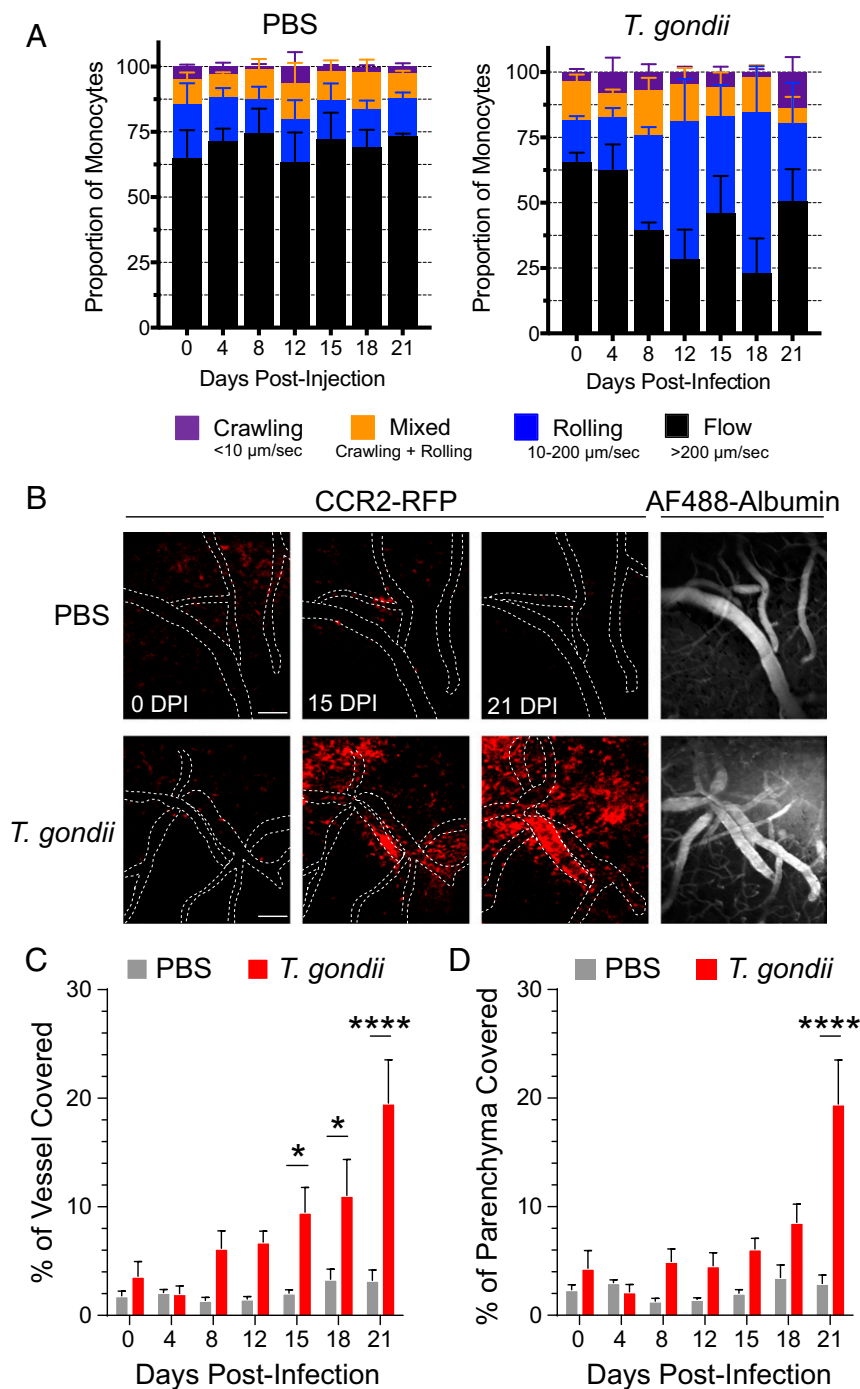 A
PBS
T. gondii
Proportion of Monocytes
100
75
50
25
0
0 4 8 12 15 18 21
Days Post-Injection
Proportion of Monocytes
100
75
50
25
0
0 4 8 12 15 18 21
Days Post-Infection
Crawling
<10 µm/sec
Mixed
Crawling + Rolling
Rolling
10-200 µm/sec
Flow
>200 µm/sec
B
CCR2-RFP
AF488-Albumin
PBS
0 DPI
15 DPI
21 DPI
T. gondii
C
PBS T. gondii
% of Vessel Covered
30
20
10
0
*
*
****
0 4 8 12 15 18 21
Days Post-Infection
D
PBS T. gondii
% of Parenchyma Covered
30
20
10
0
****
0 4 8 12 15 18 21
Days Post-Infection